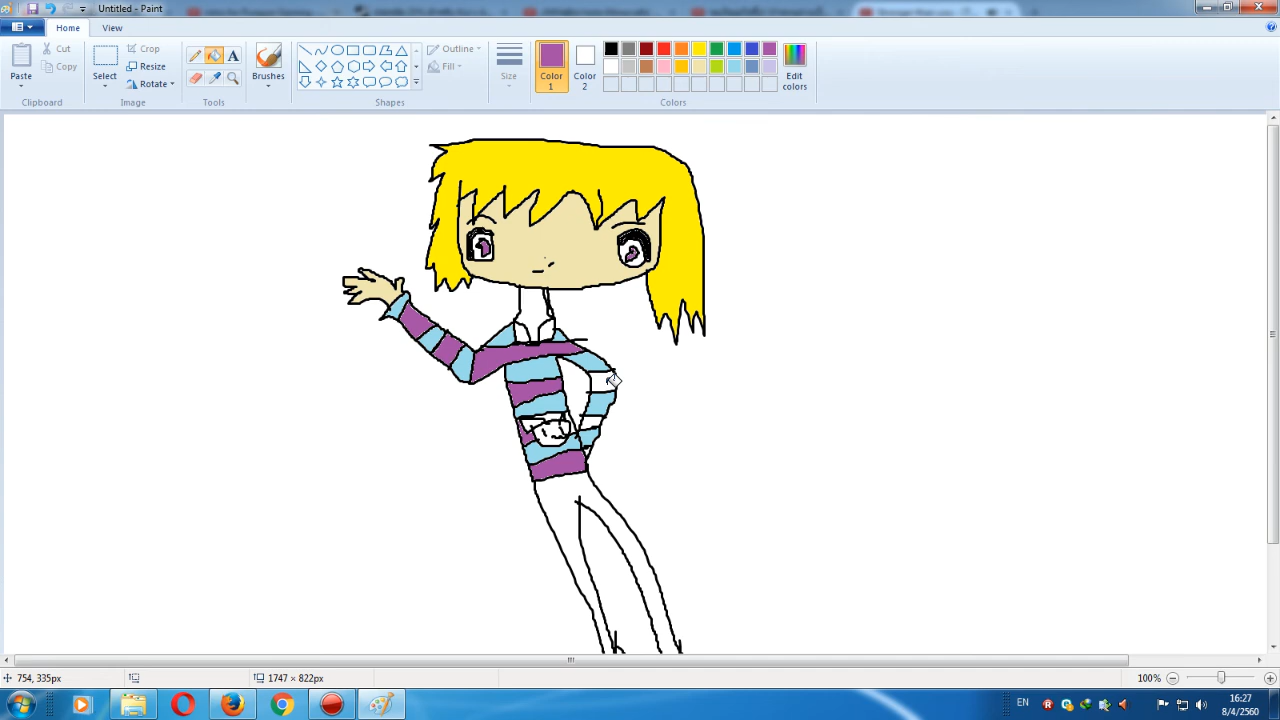 Untitled - Paint
Home
View
Paste
Cut
Copy
Clipboard
Select
Crop
Resize
Rotate
Image
A
Tools
Brushes
Outline
Fill
Shapes
Size
Color
1
Color
2
Edit
colors
Colors
754, 335px
1747 × 822px
100%
EN
16:27
8/4/2560